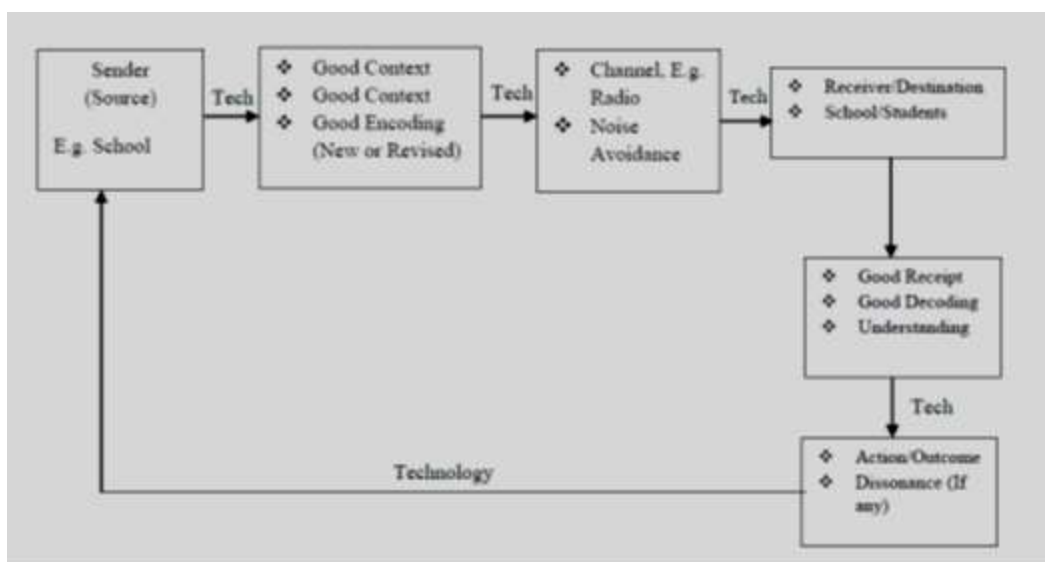 Sender
(Source)
E.g. School
Tech
❖ Good Context
❖ Good Context
❖ Good Encoding
(New or Revised)
Tech
❖ Channel, E.g.
Radio
❖ Noise
Avoidance
Tech
❖ Receiver/Destination
❖ School/Students
❖ Good Receipt
❖ Good Decoding
❖ Understanding
Tech
❖ Action/Outcome
❖ Dissonance (If
any)
Technology